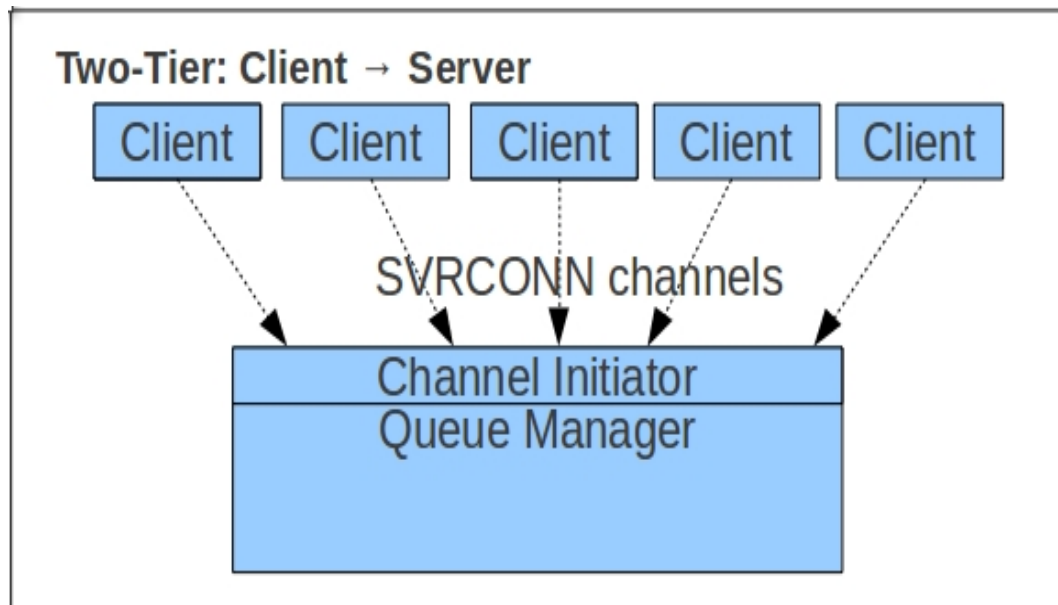 Two-Tier: Client → Server
Client Client Client Client Client
SVRCONN channels
Channel Initiator
Queue Manager